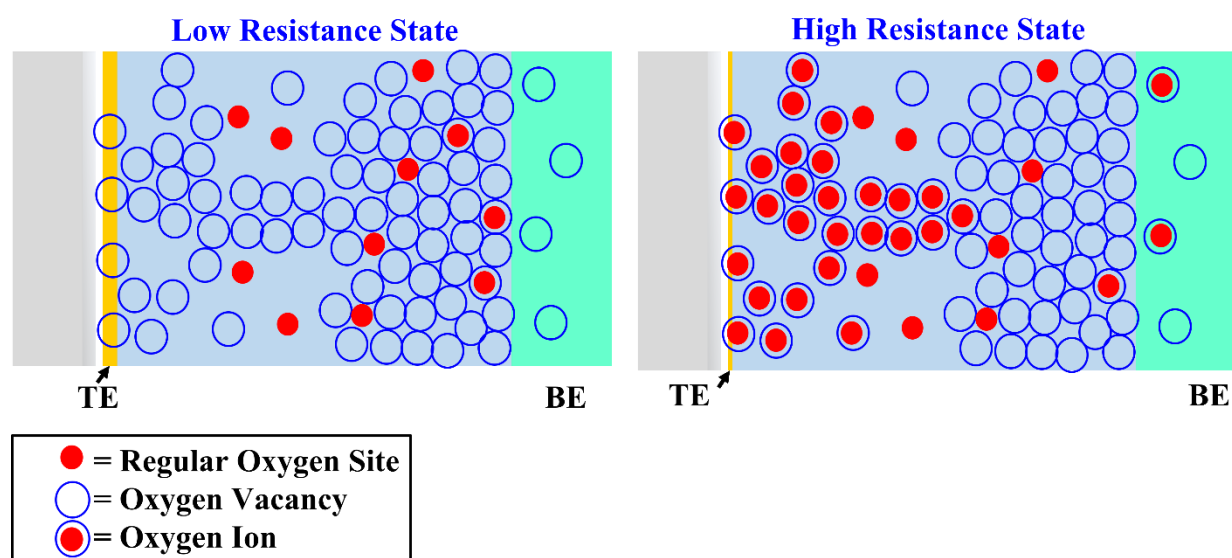 Low Resistance State
High Resistance State
TE
BE
TE
BE
= Regular Oxygen Site
= Oxygen Vacancy
= Oxygen Ion